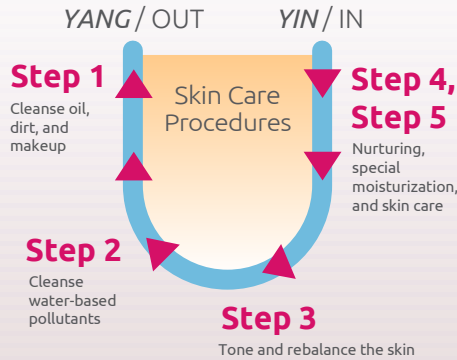 YANG / OUT
YIN / IN
Skin Care
Procedures
Step 1
Cleanse oil,
dirt, and
makeup
Step 2
Cleanse
water-based
pollutants
Step 3
Tone and rebalance the skin
Step 4,
Step 5
Nurturing,
special
moisturization,
and skin care